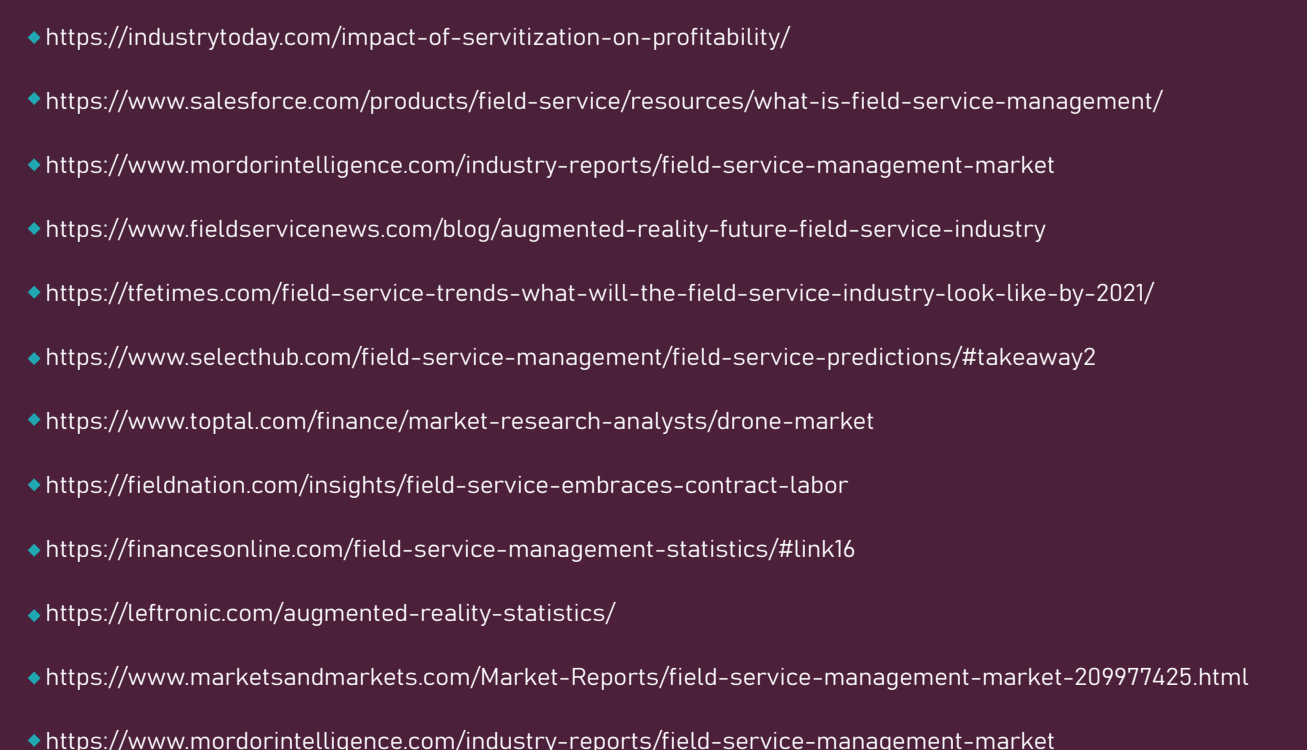 https://industrytoday.com/impact-of-servitization-on-profitability/
https://www.salesforce.com/products/field-service/resources/what-is-field-service-management/
https://www.mordorintelligence.com/industry-reports/field-service-management-market
https://www.fieldservicenews.com/blog/augmented-reality-future-field-service-industry
https://tfetimes.com/field-service-trends-what-will-the-field-service-industry-look-like-by-2021/
https://www.selecthub.com/field-service-management/field-service-predictions/#takeaway2
https://www.toptal.com/finance/market-research-analysts/drone-market
https://fieldnation.com/insights/field-service-embraces-contract-labor
https://financesonline.com/field-service-management-statistics/#link16
https://leftronic.com/augmented-reality-statistics/
https://www.marketsandmarkets.com/Market-Reports/field-service-management-market-209977425.html
https://www.mordorintelligence.com/industry-reports/field-service-management-market